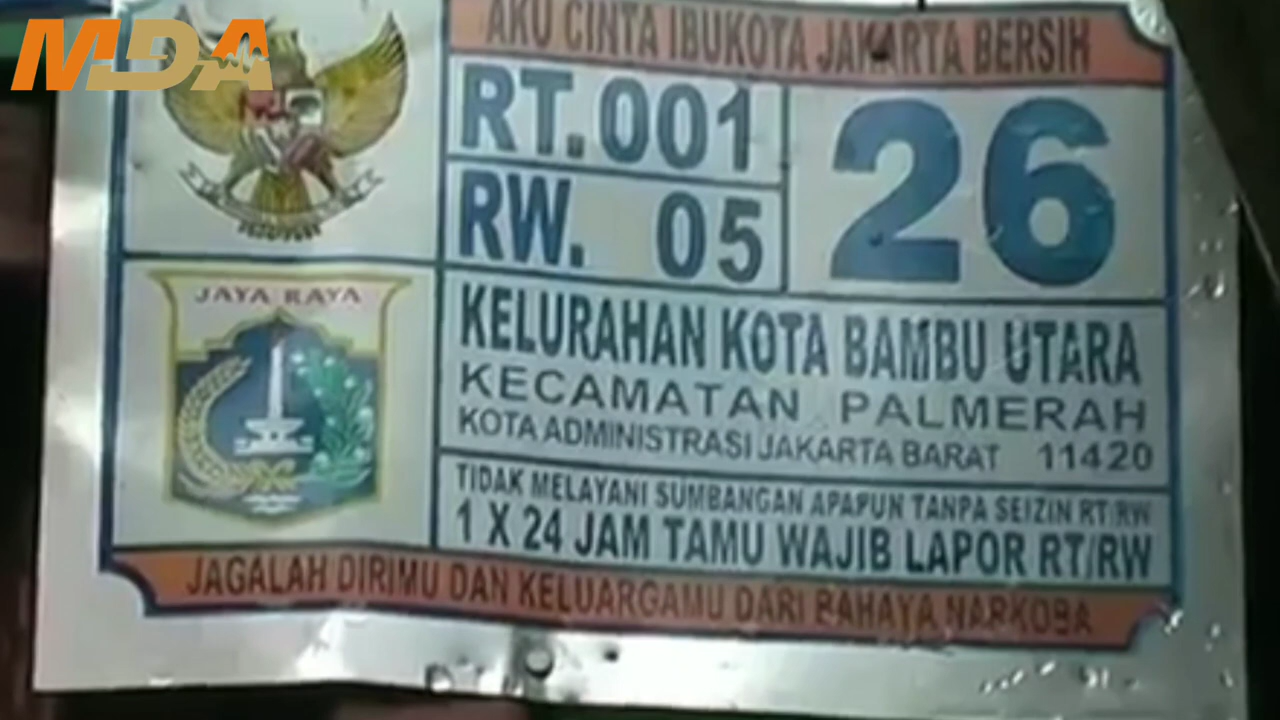 MDA
AKU CINTA IBUKOTA JAKARTA BERSIH
RT. 001
RW. 05
26
JAYA RAYA
KELURAHAN KOTA BAMBU UTARA
KECAMATAN PALMERAH
KOTA ADMINISTRASI JAKARTA BARAT 11420
TIDAK MELAYANI SUMBANGAN APAPUN TANPA SEIZIN RT/RW
1 X 24 JAM TAMU WAJIB LAPOR RT/RW
JAGALAH DIRIMU DAN KELUARGAMU DARI BAHAYA NARKOBA